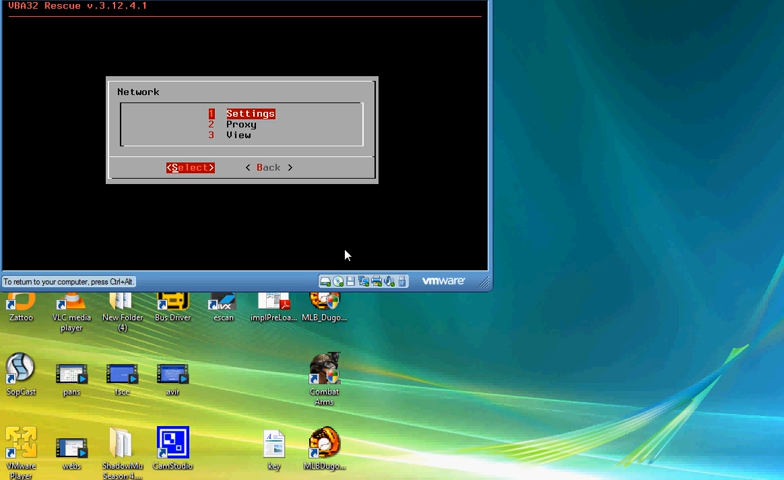 VBA32 Rescue v.3.12.4.1
Network
1 Settings
2 Proxy
3 View
<Select> < Back >
To return to your computer, press Ctrl+Alt.
vmware
Zattoo
VLC media player
New Folder (4)
Bus Driver
escan
implPreLoa...
MLB_Dugo...
SopCast
pans
fsce
avir
Combat Arms
VMware Player
webs
ShadowMu Season 4....
CamStudio
key
MLBDugo...